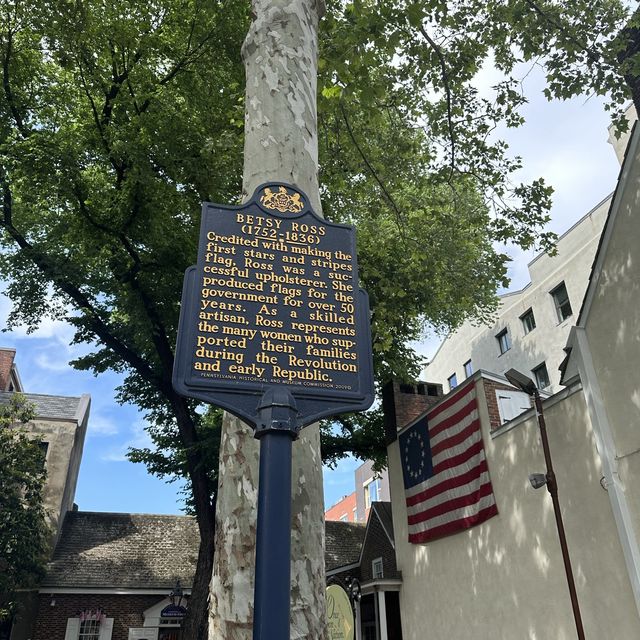 BETSY ROSS
(1752-1836)
Credited with making the
first stars and stripes
flag, Ross was a suc-
cessful upholsterer. She
produced flags for the
government for over 50
years. As a skilled
artisan, Ross represents
the many women who sup-
ported their families
during the Revolution
and early Republic.
PENNSYLVANIA HISTORICAL AND MUSEUM COMMISSION 2009